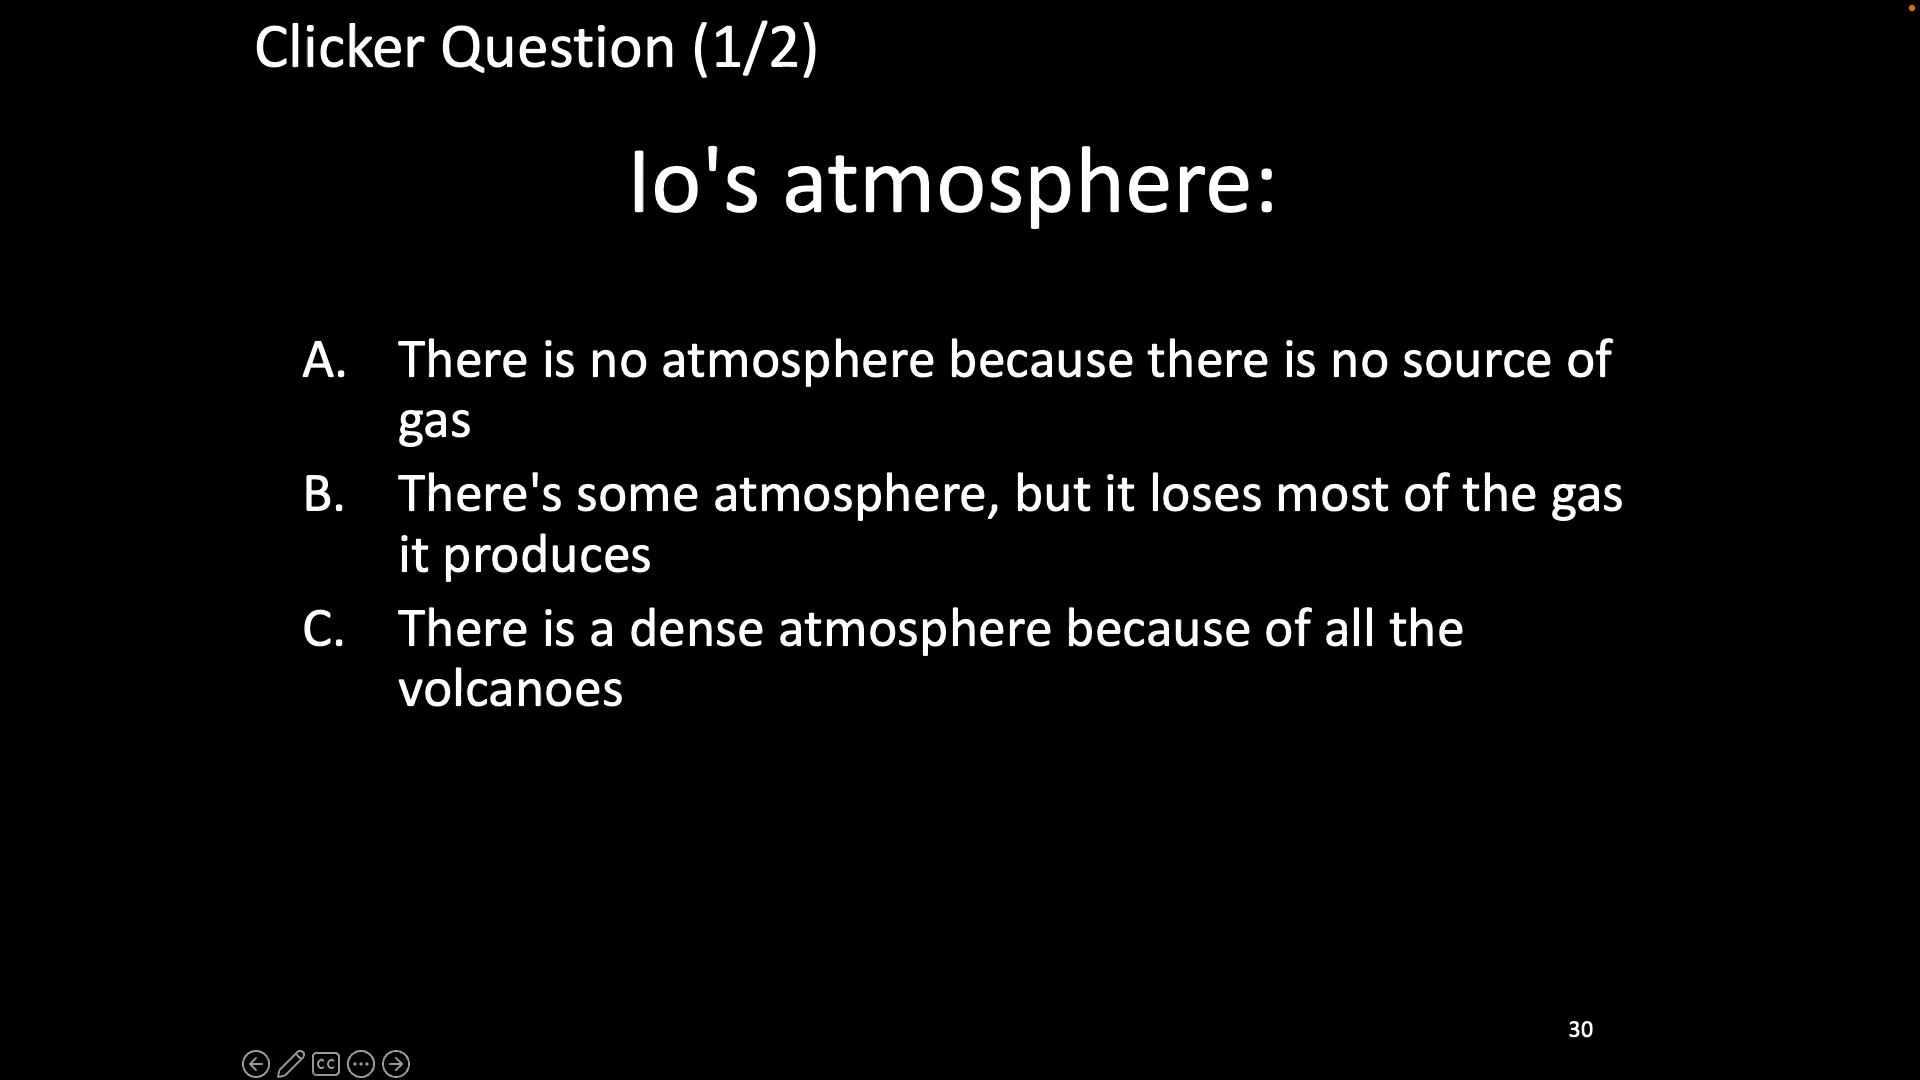 Clicker Question (1/2)
Io's atmosphere:
A. There is no atmosphere because there is no source of
gas
B. There's some atmosphere, but it loses most of the gas
it produces
C. There is a dense atmosphere because of all the
volcanoes
30
CC